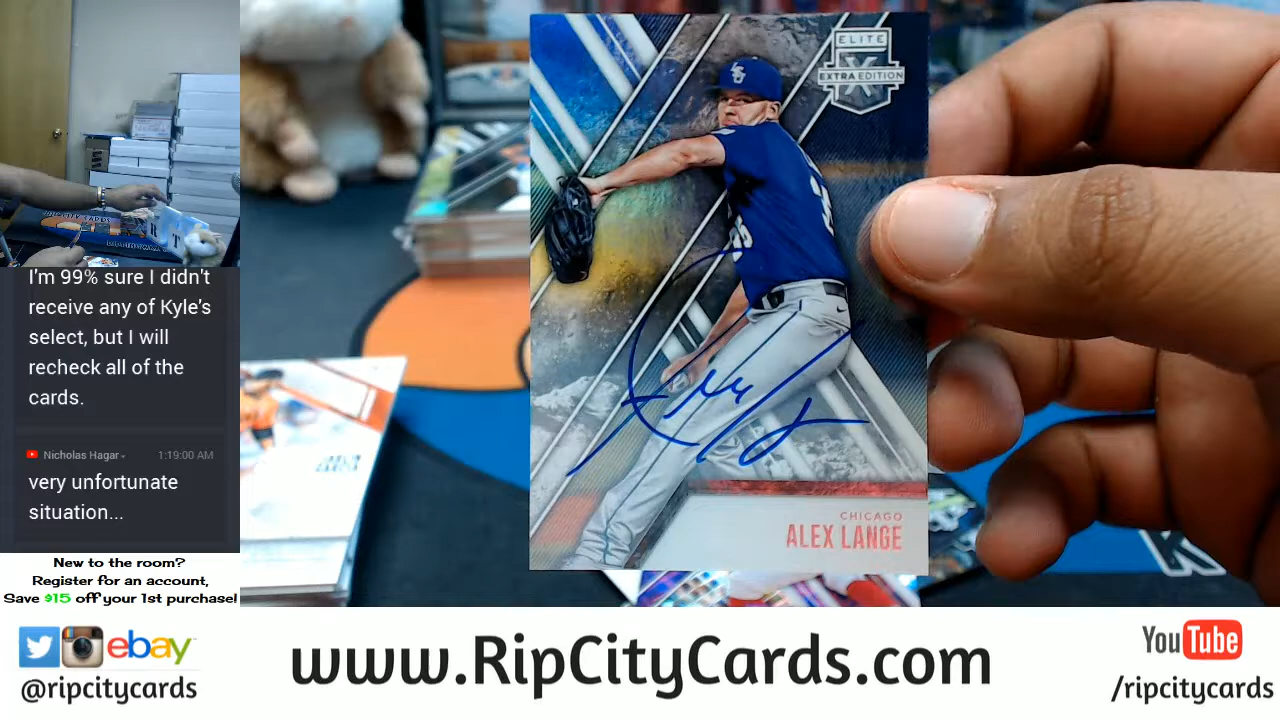 I'm 99% sure I didn't
receive any of Kyle's
select, but I will
recheck all of the
cards.
Nicholas Hagar
1:19:00 AM
very unfortunate
situation...
New to the room?
Register for an account,
Save $15 off your 1st purchase!
ELITE
X
EXTRA EDITION
LSU
CHICAGO
ALEX LANGE
ebay
@ripcitycards
www.RipCityCards.com
YouTube
/ripcitycards